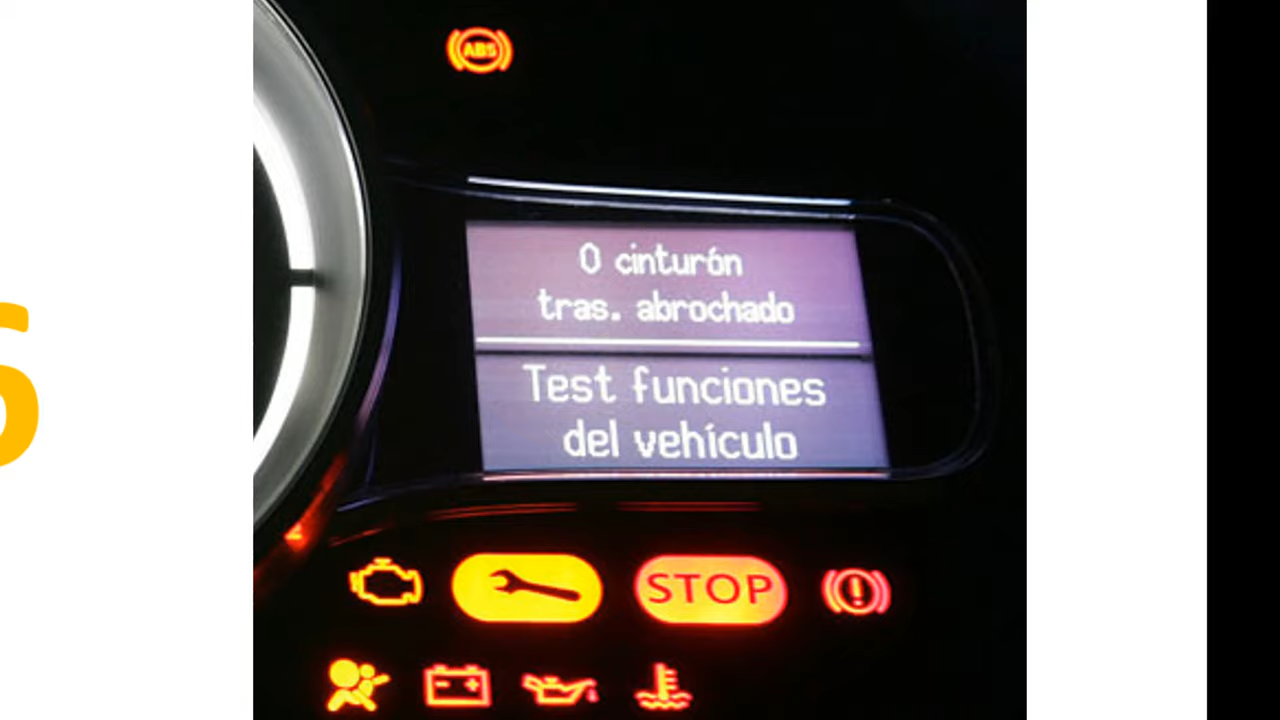 ABS
0 cinturón
tras. abrochado
Test funciones
del vehículo
STOP